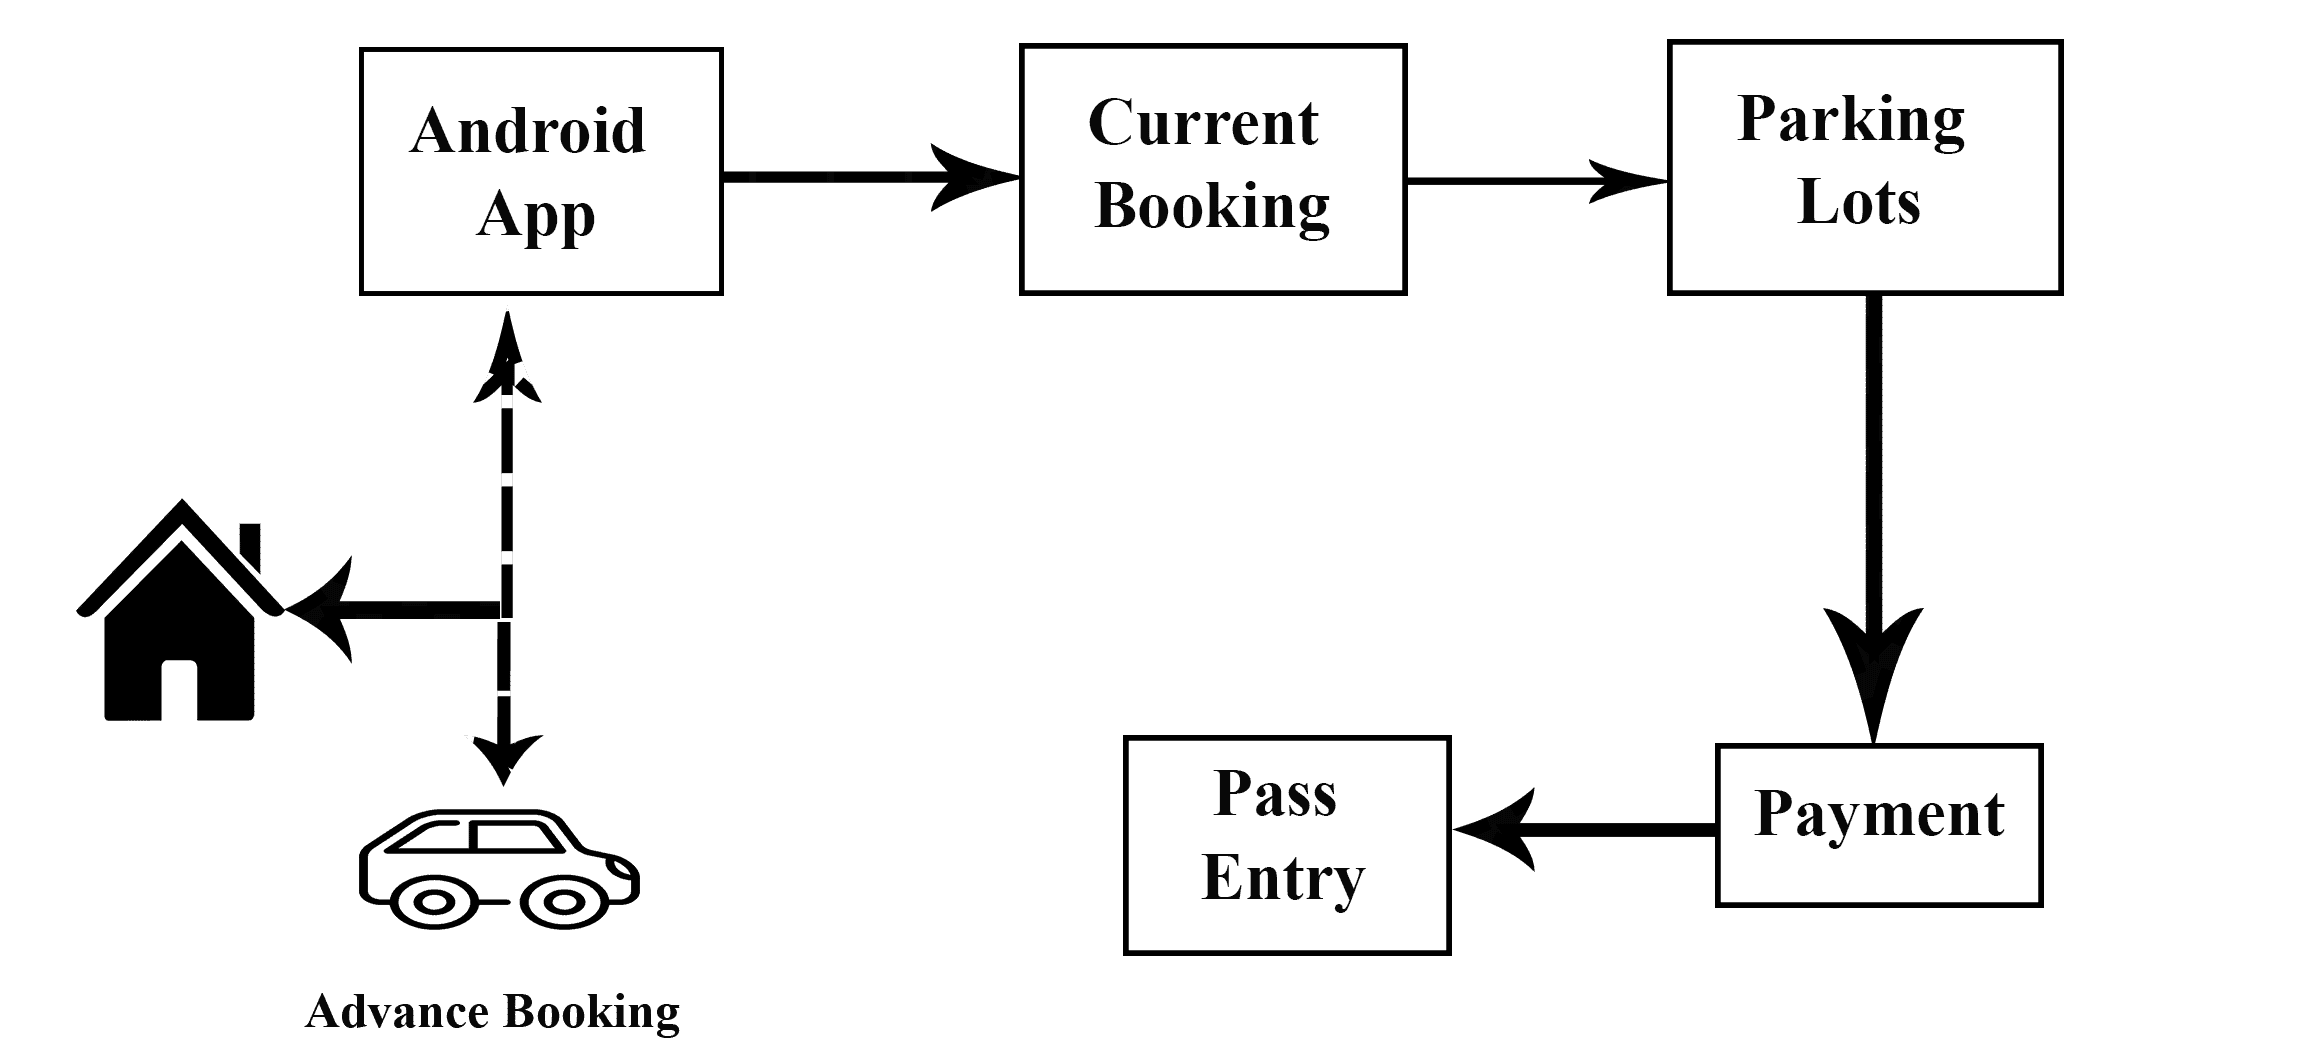 Android
App
Current
Booking
Parking
Lots
Payment
Pass
Entry
Advance Booking